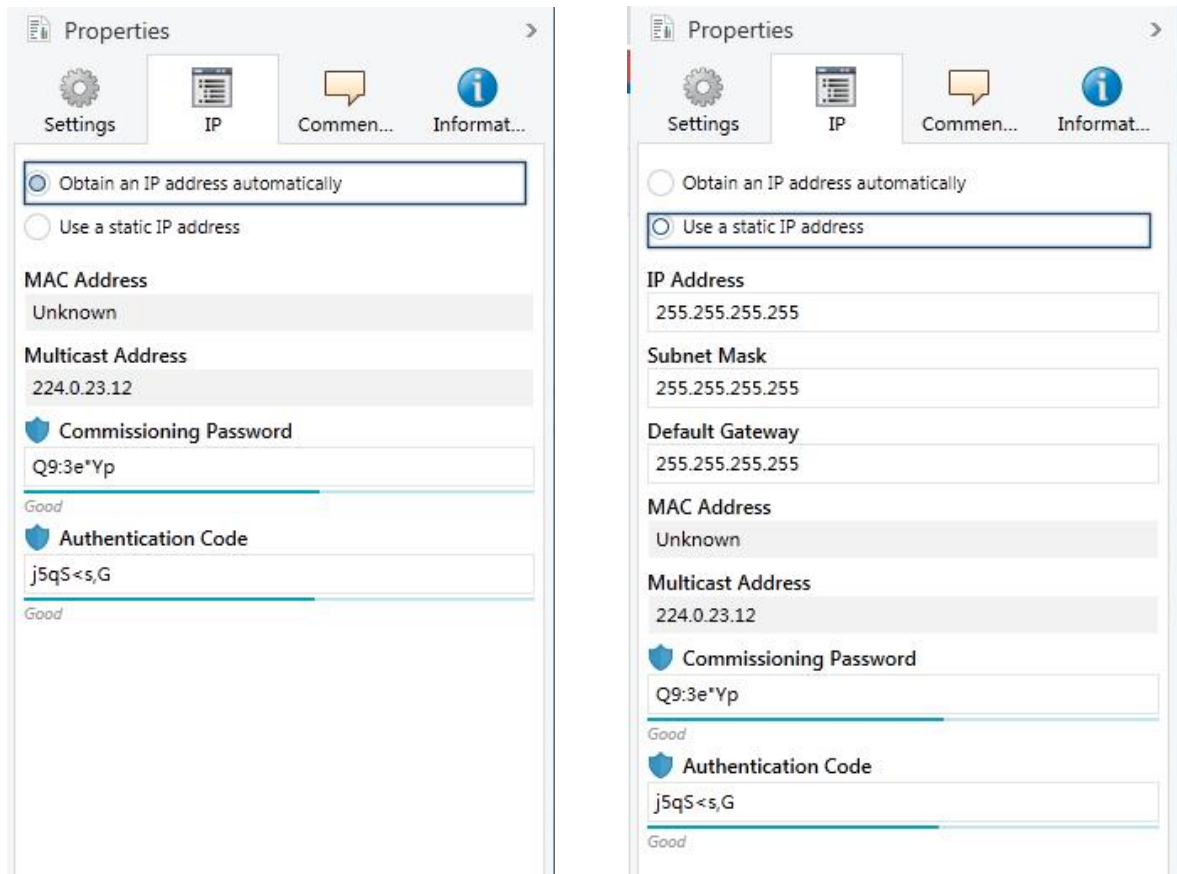 Properties
Settings
IP
Commen...
Informat...
Obtain an IP address automatically
Use a static IP address
MAC Address
Unknown
Multicast Address
224.0.23.12
Commissioning Password
Q9:3e"Yp
Good
Authentication Code
j5qS<s,G
Good
Properties
Settings
IP
Commen...
Informat...
Obtain an IP address automatically
Use a static IP address
IP Address
255.255.255.255
Subnet Mask
255.255.255.255
Default Gateway
255.255.255.255
MAC Address
Unknown
Multicast Address
224.0.23.12
Commissioning Password
Q9:3e"Yp
Good
Authentication Code
j5qS<s,G
Good